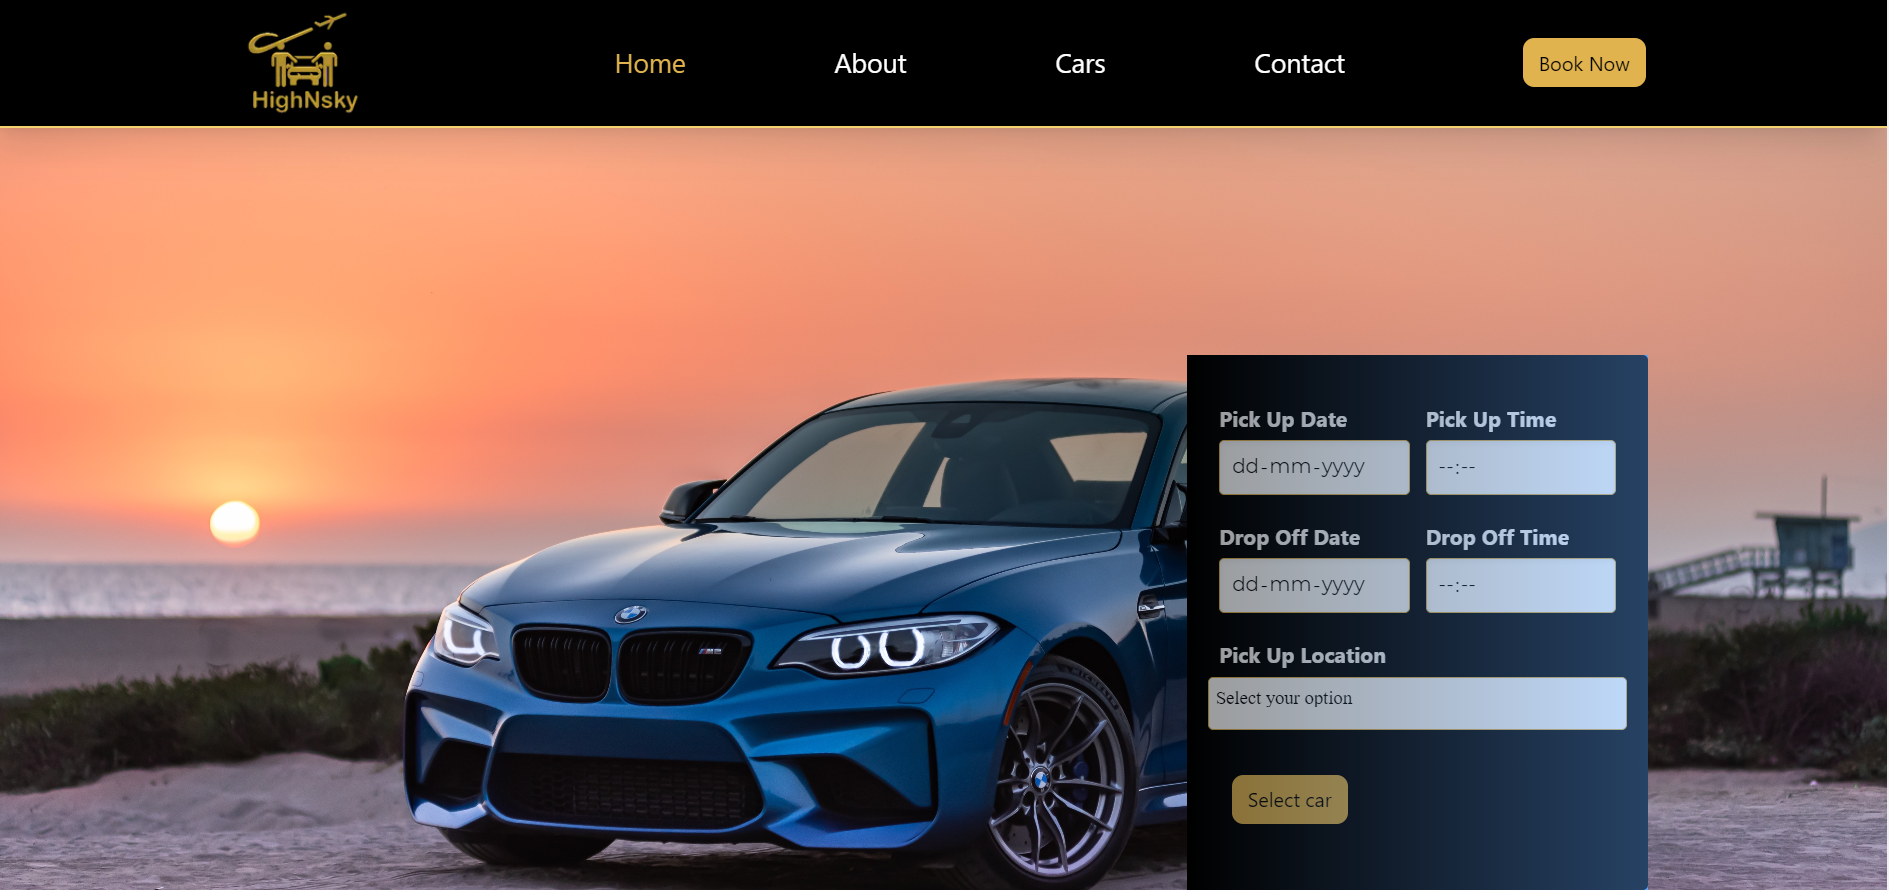 HighNsky
Home About Cars Contact Book Now
Pick Up Date Pick Up Time
dd-mm-yyyy --:--
Drop Off Date Drop Off Time
dd-mm-yyyy --:--
Pick Up Location
Select your option
Select car